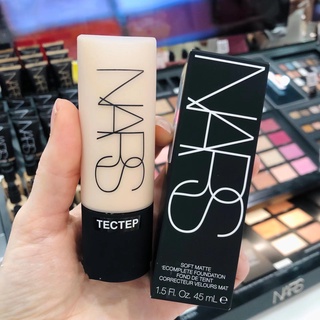 NARS
ТЕСТЕР
NARS
SOFT MATTE
COMPLETE FOUNDATION
FOND DE TEINT
CORRECTEUR VELOURS MAT
1.5 Fl. Oz. 45 mL ℮
NARS
NARS